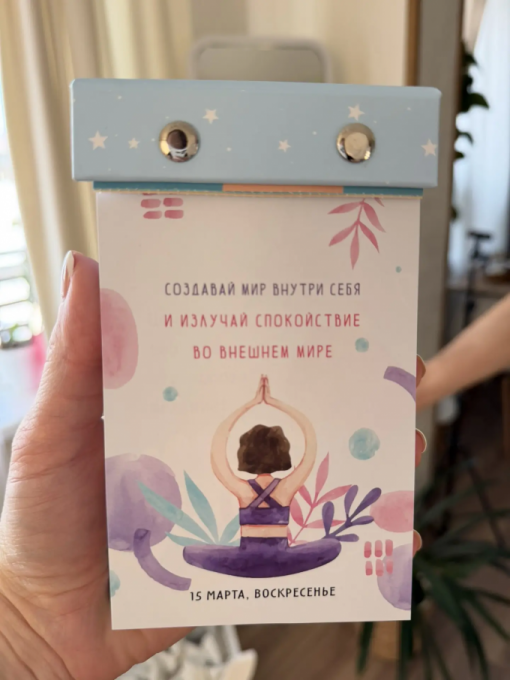 СОЗДАВАЙ МИР ВНУТРИ СЕБЯ
И ИЗЛУЧАЙ СПОКОЙСТВИЕ
ВО ВНЕШНЕМ МИРЕ
15 МАРТА, ВОСКРЕСЕНЬЕ